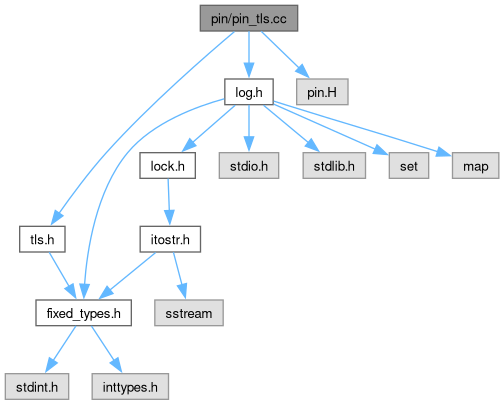 pin/pin_tls.cc
log.h
pin.H
lock.h
stdio.h
stdlib.h
set
map
tls.h
itostr.h
fixed_types.h
sstream
stdint.h
inttypes.h